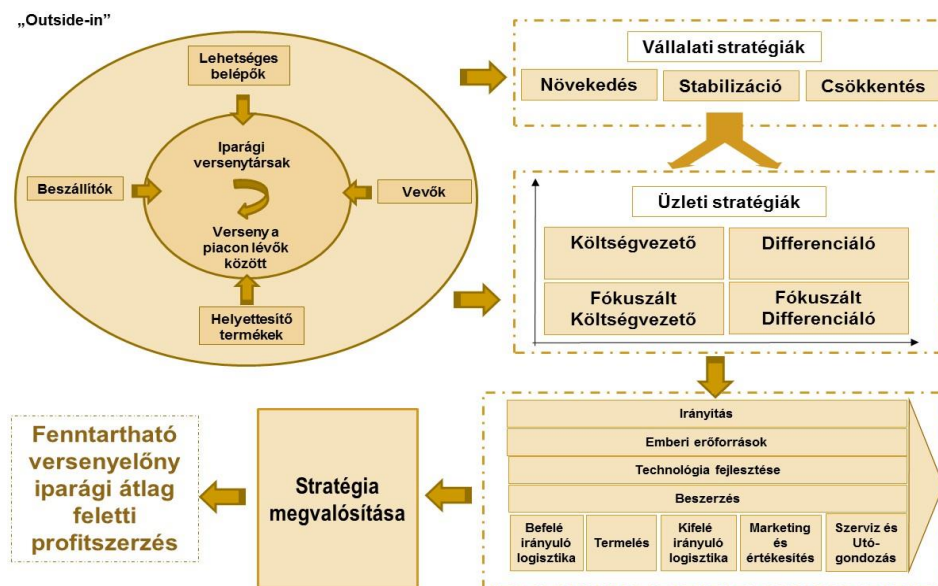 „Outside-in”
Lehetséges
belépők
Iparági
versenytársak
Beszállítók
Vevők
Verseny a
piacon lévők
között
Helyettesítő
termékek
Vállalati stratégiák
Növekedés
Stabilizáció
Csökkentés
Üzleti stratégiák
Költségvezető
Differenciáló
Fókuszált
Költségvezető
Fókuszált
Differenciáló
Irányitás
Emberi erőforrások
Technológia fejlesztése
Beszerzés
Befelé
irányuló
logisztika
Termelés
Kifelé
irányuló
logisztika
Marketing
és
értékesítés
Szerviz és
Utó-
gondozás
Stratégia
megvalósítása
Fenntartható
versenyelőny
iparági átlag
feletti
profitszerzés